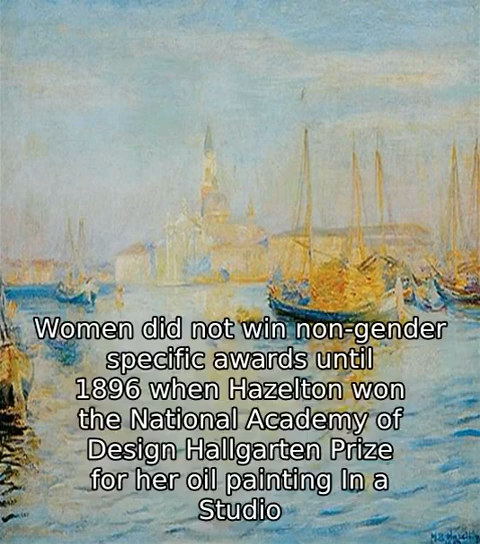 Women did not win non-gender
specific awards until
1896 when Hazelton won
the National Academy of
Design Hallgarten Prize
for her oil painting In a
Studio